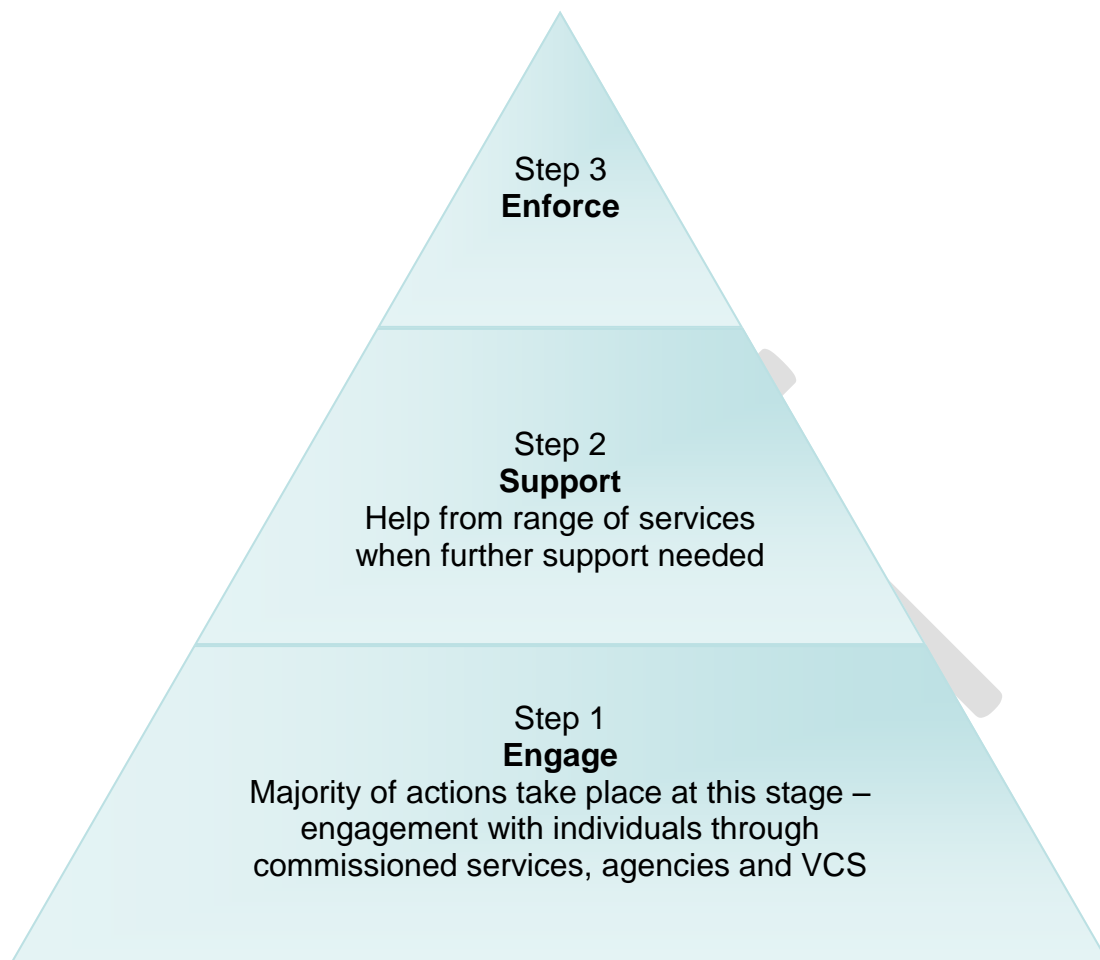 Step 3
Enforce
Step 2
Support
Help from range of services
when further support needed
Step 1
Engage
Majority of actions take place at this stage –
engagement with individuals through
commissioned services, agencies and VCS